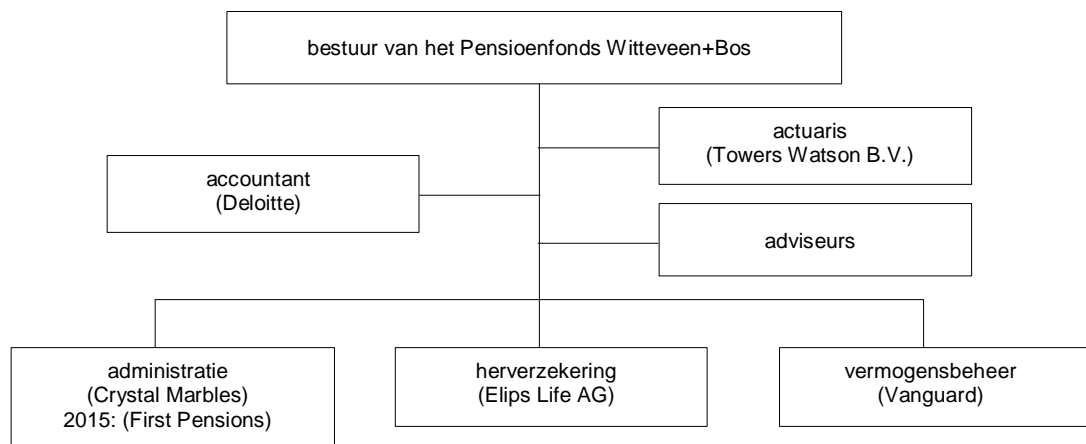 bestuur van het Pensioenfonds Witteveen+Bos
actuaris
(Towers Watson B.V.)
accountant
(Deloitte)
adviseurs
administratie
(Crystal Marbles)
2015: (First Pensions)
herverzekering
(Elips Life AG)
vermogensbeheer
(Vanguard)